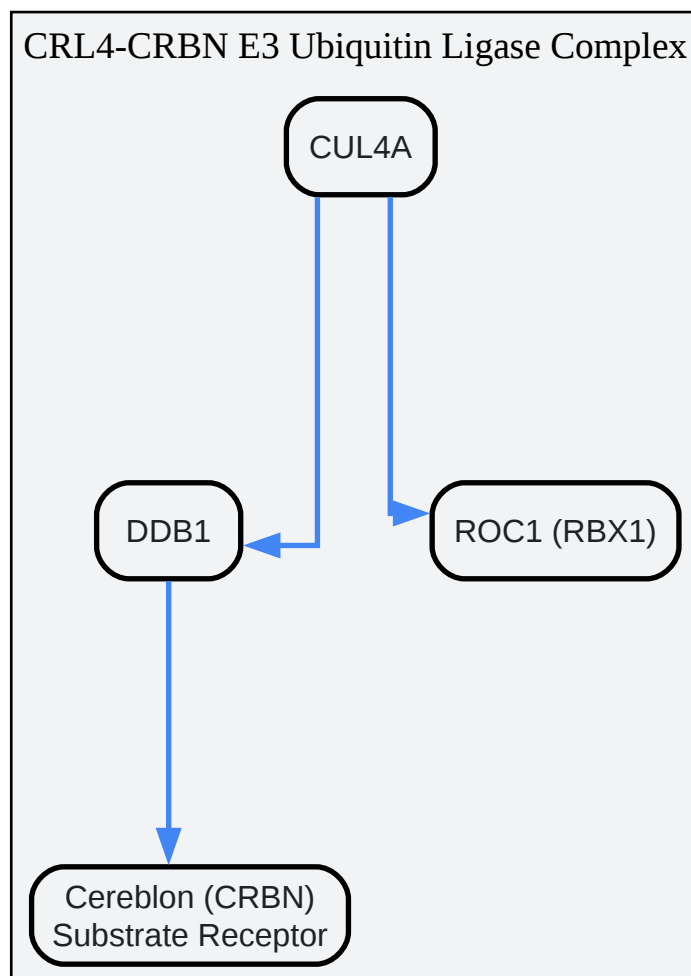 CRL4-CRBN E3 Ubiquitin Ligase Complex
CUL4A
DDB1
ROC1 (RBX1)
Cereblon (CRBN)
Substrate Receptor